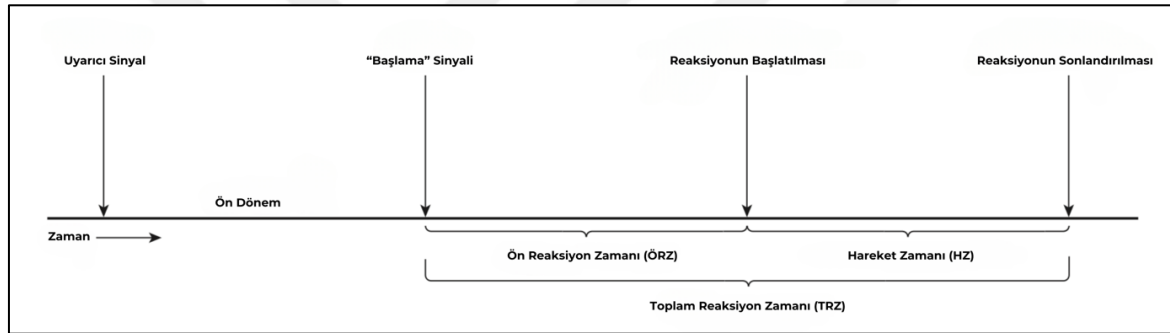 Uyarıcı Sinyal
“Başlama” Sinyali
Reaksiyonun Başlatılması
Reaksiyonun Sonlandırılması
Ön Dönem
Zaman
Ön Reaksiyon Zamanı (ÖRZ)
Hareket Zamanı (HZ)
Toplam Reaksiyon Zamanı (TRZ)